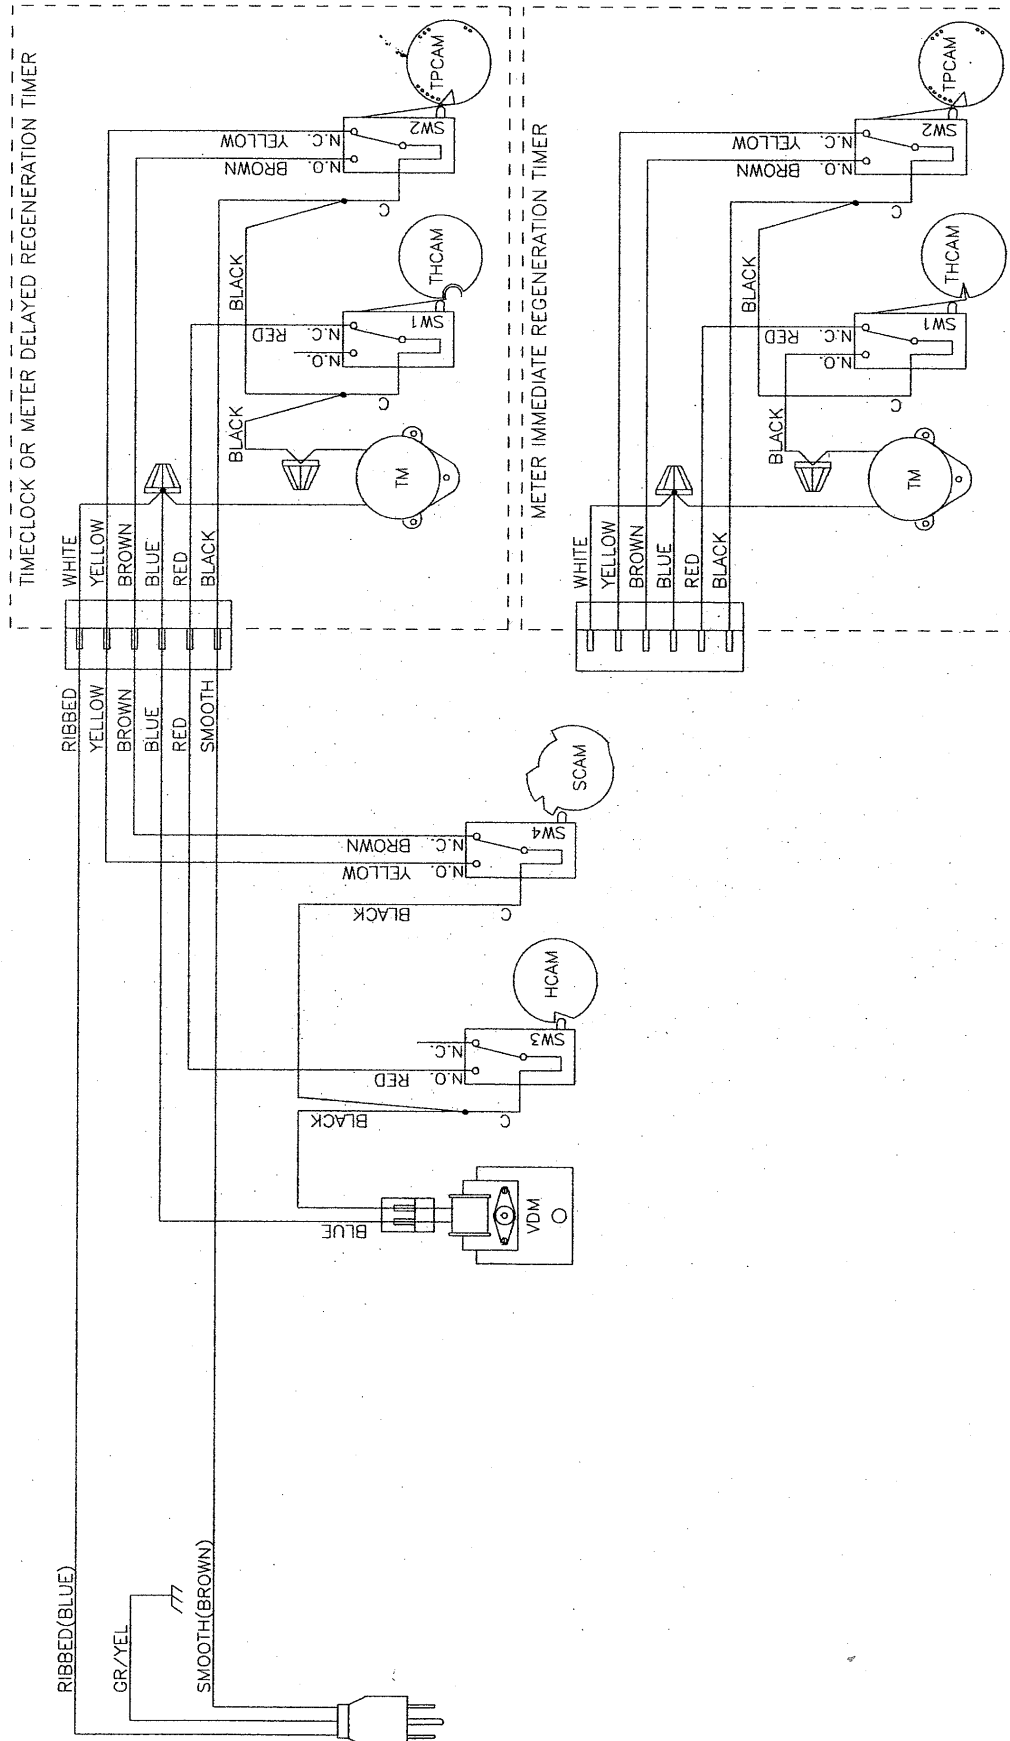 TIMECLOCK OR METER DELAYED REGENERATION TIMER
WHITE
YELLOW
BROWN
BLUE
RED
BLACK
BLACK
BLACK
TM
RED
N.C.
N.O.
SW1
C
THCAM
YELLOW
N.C.
BROWN
N.O.
SW2
C
TPCAM
METER IMMEDIATE REGENERATION TIMER
WHITE
YELLOW
BROWN
BLUE
RED
BLACK
BLACK
BLACK
TM
RED
N.C.
N.O.
SW1
C
THCAM
YELLOW
N.C.
BROWN
N.O.
SW2
C
TPCAM
RIBBED
YELLOW
BROWN
BLUE
RED
SMOOTH
BROWN
N.C.
YELLOW
N.O.
SW4
C
BLACK
SCAM
N.C.
RED
N.O.
SW3
C
BLACK
HCAM
BLUE
VDM
RIBBED(BLUE)
GR/YEL
SMOOTH(BROWN)